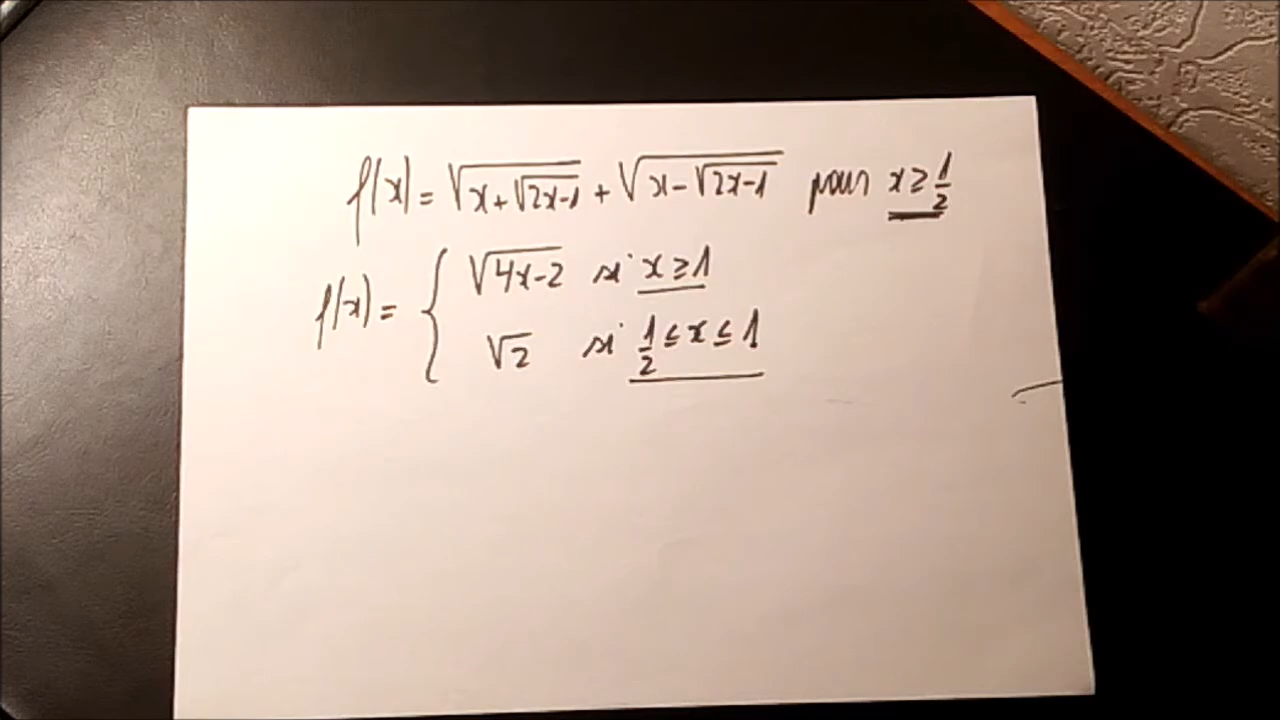 f(x) = √(x+√(2x-1)) + √(x-√(2x-1)) pour x ≥ 1/2
f(x) = { √(4x-2) si x ≥ 1
√2 si 1/2 ≤ x ≤ 1